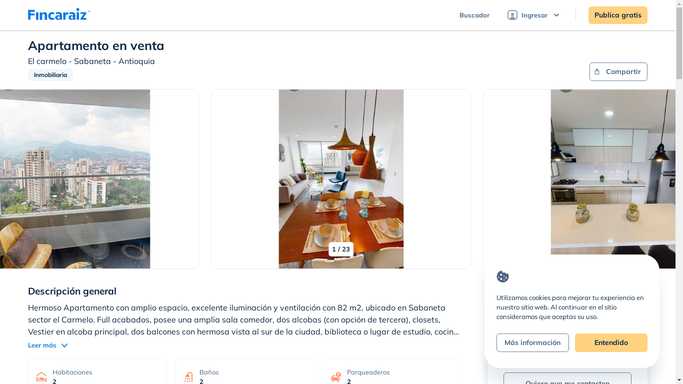 Fincaraiz
Buscador
Ingresar
Publica gratis
Apartamento en venta
El carmelo - Sabaneta - Antioquia
Inmobiliaria
Compartir
1 / 23
Descripción general
Hermoso Apartamento con amplio espacio, excelente iluminación y ventilación con 82 m2, ubicado en Sabaneta
sector el Carmelo. Full acabados, posee una amplia sala comedor, dos alcobas (con opción de tercera), closets,
Vestier en alcoba principal, dos balcones con hermosa vista al sur de la ciudad, biblioteca o lugar de estudio, cocin...
Leer más
Habitaciones
2
Baños
2
Parqueaderos
2
Utilizamos cookies para mejorar tu experiencia en
nuestro sitio web. Al continuar en el sitio
consideramos que aceptas su uso.
Más información
Entendido
Quiero que me contacten